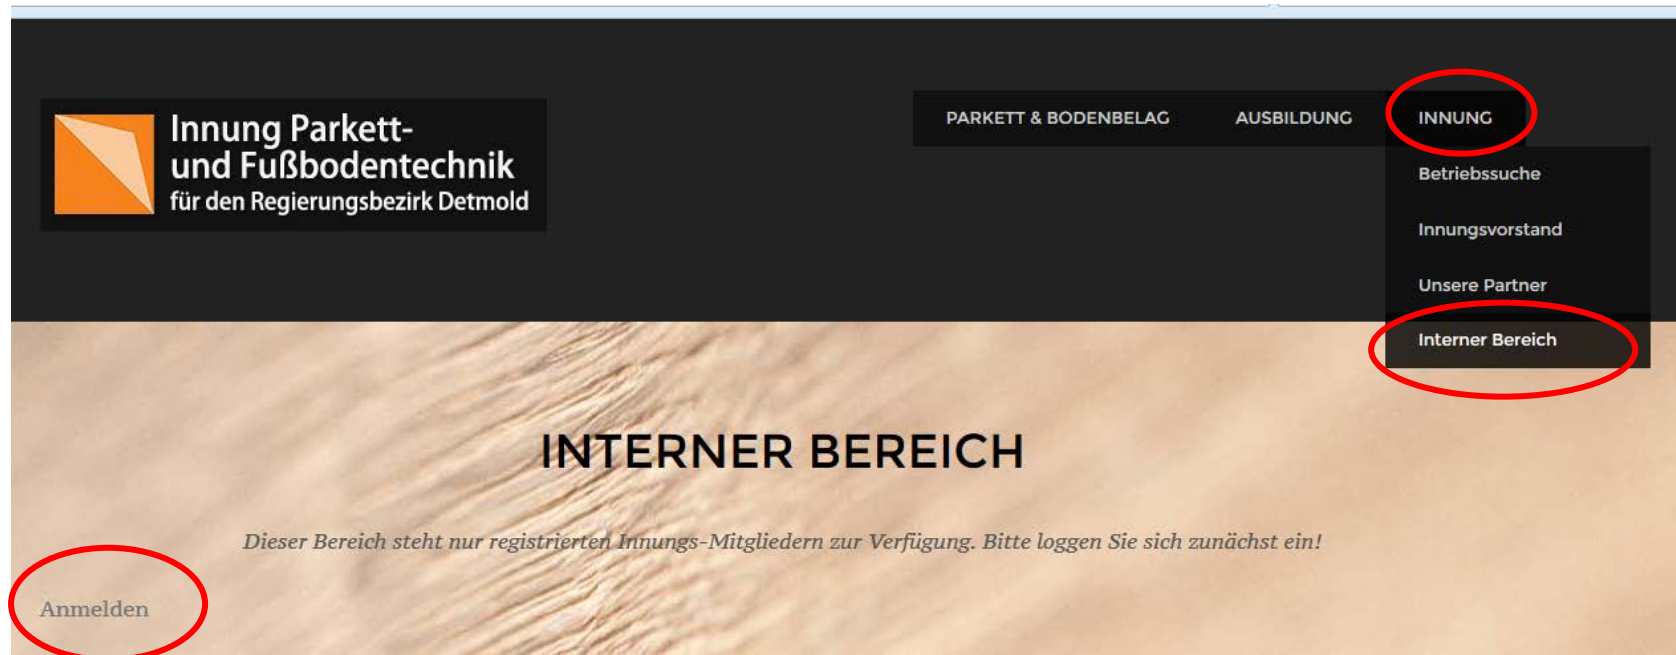 Innung Parkett-
und Fußbodentechnik
für den Regierungsbezirk Detmold
PARKETT & BODENBELAG AUSBILDUNG INNUNG
Betriebssuche
Innungsvorstand
Unsere Partner
Interner Bereich
INTERNER BEREICH
Dieser Bereich steht nur registrierten Innungs-Mitgliedern zur Verfügung. Bitte loggen Sie sich zunächst ein!
Anmelden